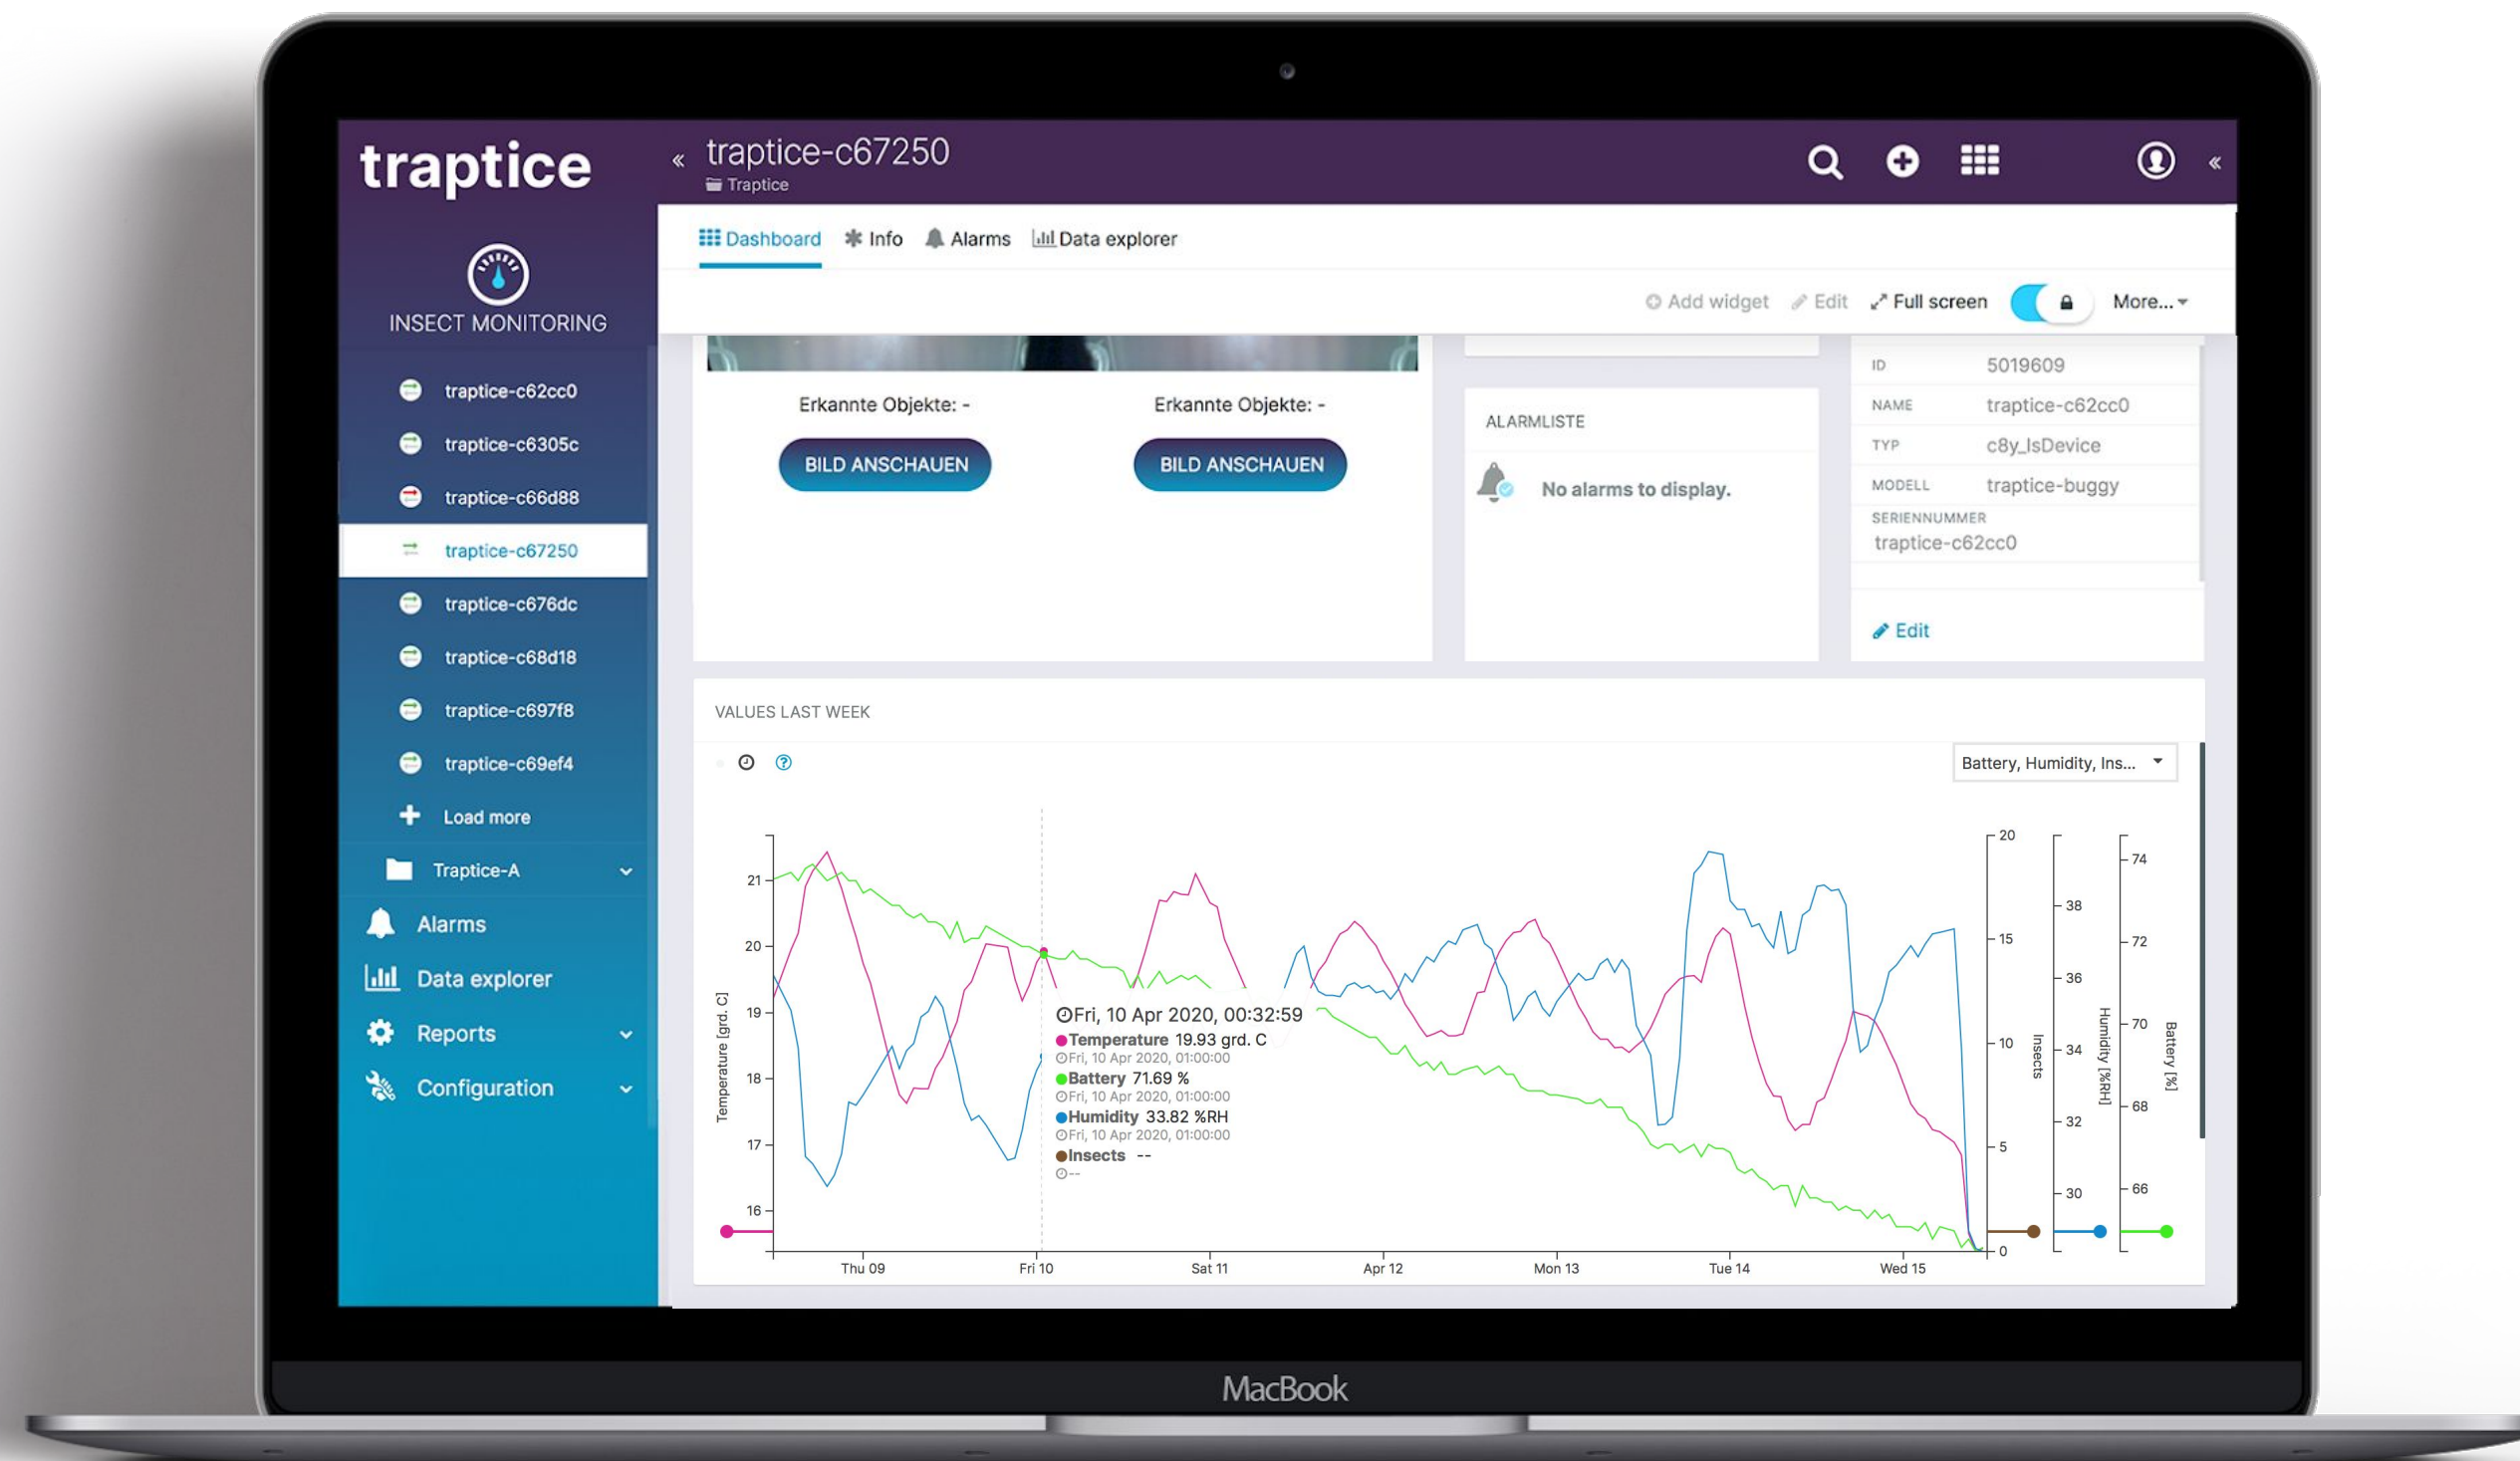 traptice
INSECT MONITORING
traptice-c62cc0
traptice-c6305c
traptice-c66d88
traptice-c67250
traptice-c676dc
traptice-c68d18
traptice-c697f8
traptice-c69ef4
Load more
Traptice-A
Alarms
Data explorer
Reports
Configuration
« traptice-c67250
Traptice
«
Dashboard Info Alarms Data explorer
Add widget Edit Full screen More...
Erkannte Objekte: - Erkannte Objekte: -
BILD ANSCHAUEN BILD ANSCHAUEN
ALARMLISTE
No alarms to display.
ID 5019609
NAME traptice-c62cc0
TYP c8y_IsDevice
MODELL traptice-buggy
SERIENNUMMER
traptice-c62cc0
Edit
VALUES LAST WEEK
?
Battery, Humidity, Ins...
Temperature [grd. C]
21
20
19
18
17
16
Fri, 10 Apr 2020, 00:32:59
Temperature 19.93 grd. C
Fri, 10 Apr 2020, 01:00:00
Battery 71.69 %
Fri, 10 Apr 2020, 01:00:00
Humidity 33.82 %RH
Fri, 10 Apr 2020, 01:00:00
Insects --
--
Thu 09 Fri 10 Sat 11 Apr 12 Mon 13 Tue 14 Wed 15
20
15
10
5
0
Insects
38
36
34
32
30
Humidity [%RH]
74
72
70
68
66
Battery [%]
MacBook